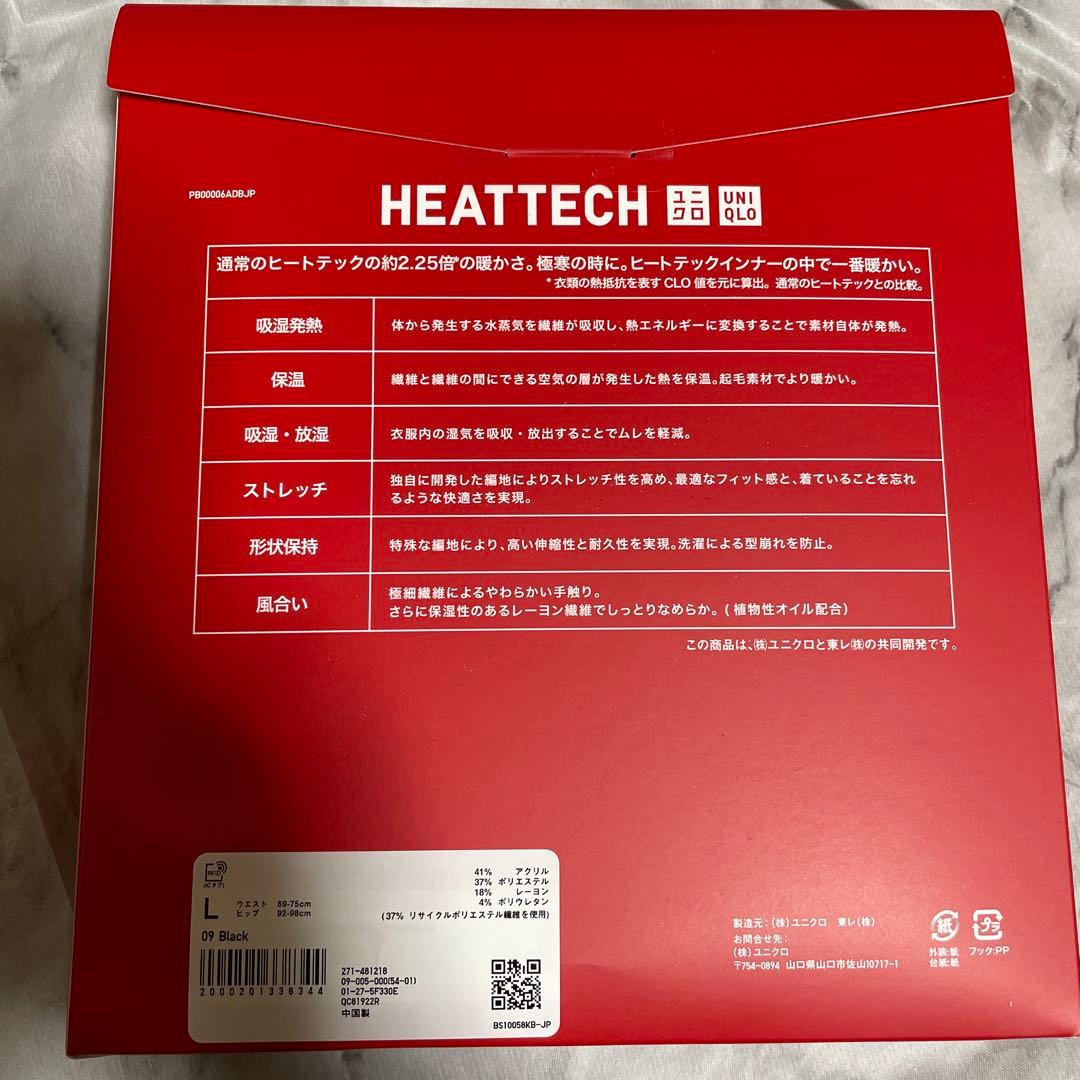 PB00006ADBJP
HEATTECH ユニクロ UNIQLO
通常のヒートテックの約2.25倍*の暖かさ。極寒の時に。ヒートテックインナーの中で一番暖かい。
*衣類の熱抵抗を表すCLO値を元に算出。通常のヒートテックとの比較。
吸湿発熱 体から発生する水蒸気を繊維が吸収し、熱エネルギーに変換することで素材自体が発熱。
保温 繊維と繊維の間にできる空気の層が発生した熱を保温。起毛素材でより暖かい。
吸湿・放湿 衣服内の湿気を吸収・放出することでムレを軽減。
ストレッチ 独自に開発した編地によりストレッチ性を高め、最適なフィット感と、着ていることを忘れ
るような快適さを実現。
形状保持 特殊な編地により、高い伸縮性と耐久性を実現。洗濯による型崩れを防止。
風合い 極細繊維によるやわらかい手触り。
さらに保湿性のあるレーヨン繊維でしっとりなめらか。(植物性オイル配合)
この商品は、㈱ユニクロと東レ㈱の共同開発です。
RFID
(ICタグ)
L ウエスト 69-75cm
ヒップ 92-98cm
09 Black
41% アクリル
37% ポリエステル
18% レーヨン
4% ポリウレタン
(37% リサイクルポリエステル繊維を使用)
2000201338344
271-481218
09-005-000(54-01)
01-27-5F330E
QC81922R
中国製
BS10058KB-JP
製造元:(株)ユニクロ 東レ(株)
お問合せ先:
(株)ユニクロ
〒754-0894 山口県山口市佐山10717-1
紙
外装:紙
台紙:紙
プラ
フック:PP